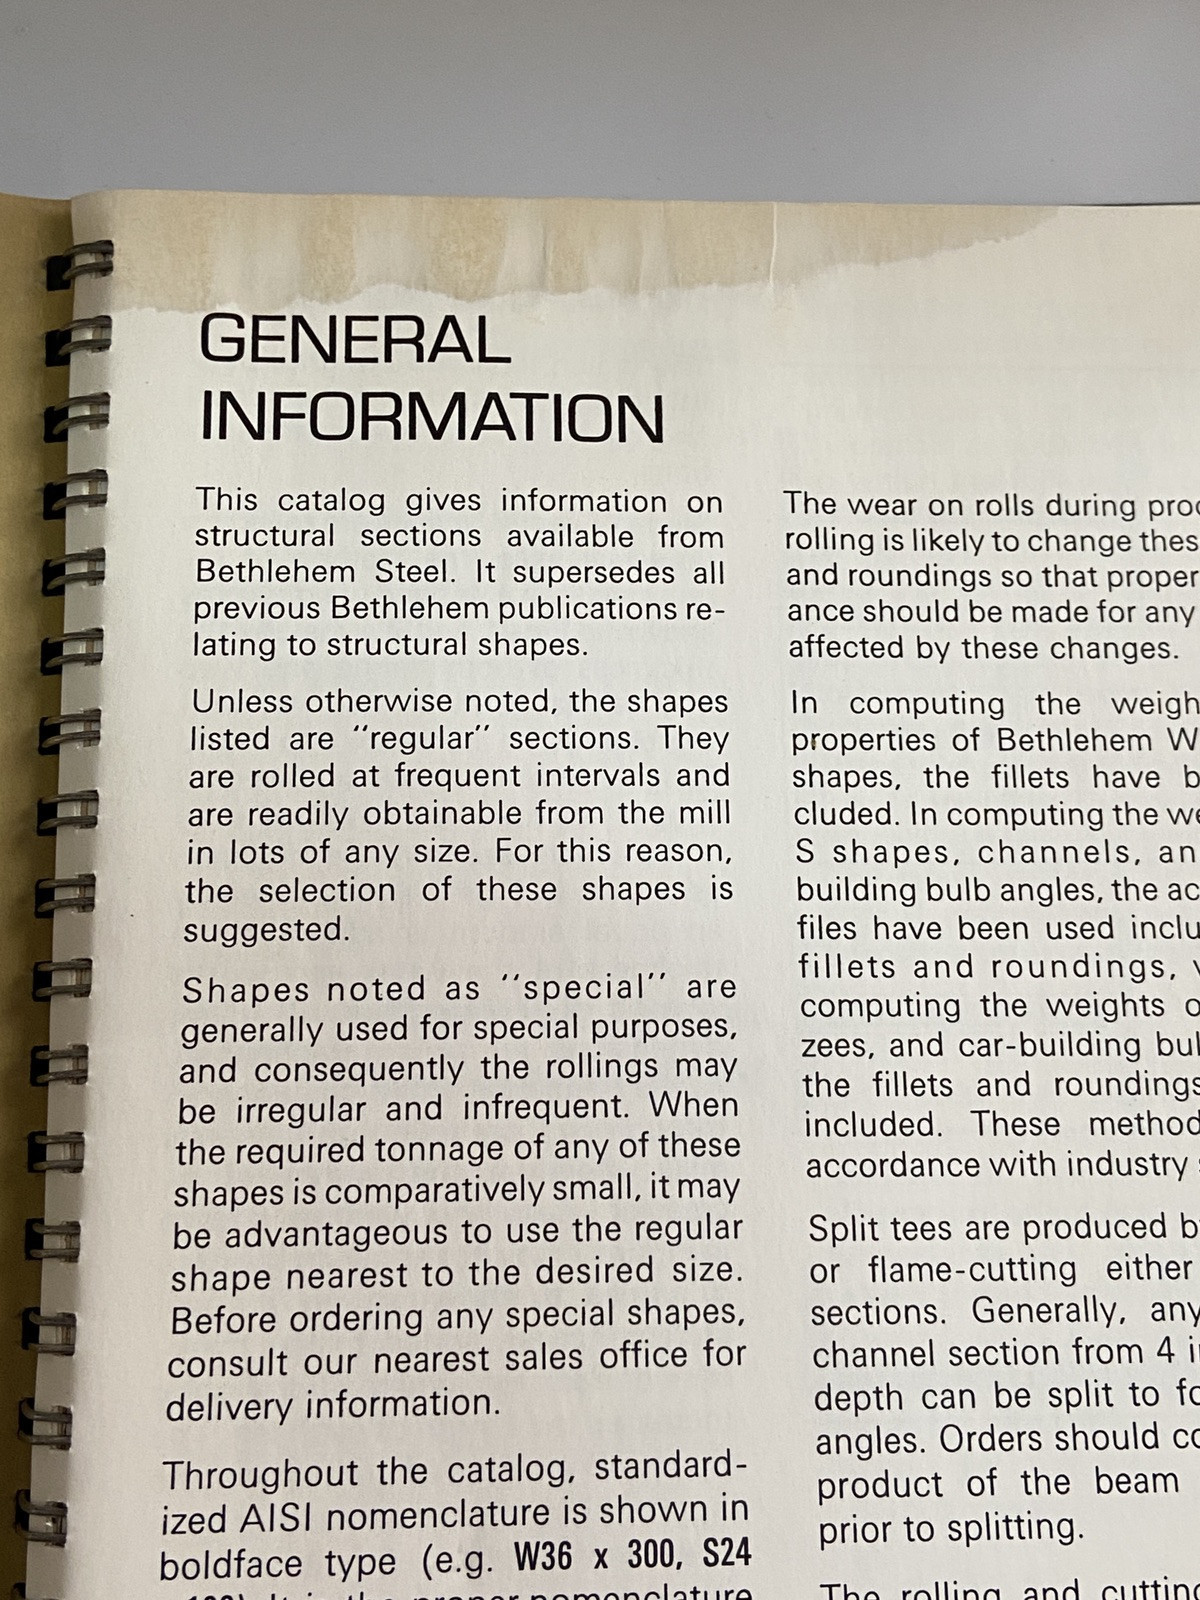 GENERAL
INFORMATION
This catalog gives information on
structural sections available from
Bethlehem Steel. It supersedes all
previous Bethlehem publications re-
lating to structural shapes.
Unless otherwise noted, the shapes
listed are "regular" sections. They
are rolled at frequent intervals and
are readily obtainable from the mill
in lots of any size. For this reason,
the selection of these shapes is
suggested.
Shapes noted as "special" are
generally used for special purposes,
and consequently the rollings may
be irregular and infrequent. When
the required tonnage of any of these
shapes is comparatively small, it may
be advantageous to use the regular
shape nearest to the desired size.
Before ordering any special shapes,
consult our nearest sales office for
delivery information.
Throughout the catalog, standard-
ized AISI nomenclature is shown in
boldface type (e.g. W36 x 300, S24
It is the proper nomenclature
The wear on rolls during
rolling is likely to change
and roundings so that proper
ance should be made for any
affected by these changes.
In computing the
properties of Bethlehem W
shapes, the fillets have
cluded. In computing the
S shapes, channels,
building bulb angles, the
files have been used
fillets and roundings,
computing the weights
zees, and car-building
the fillets and roundings
included. These
accordance with industry
Split tees are produced
or flame-cutting either
sections. Generally, any
channel section from 4
depth can be split to
angles. Orders should
product of the beam
prior to splitting.
The rolling and